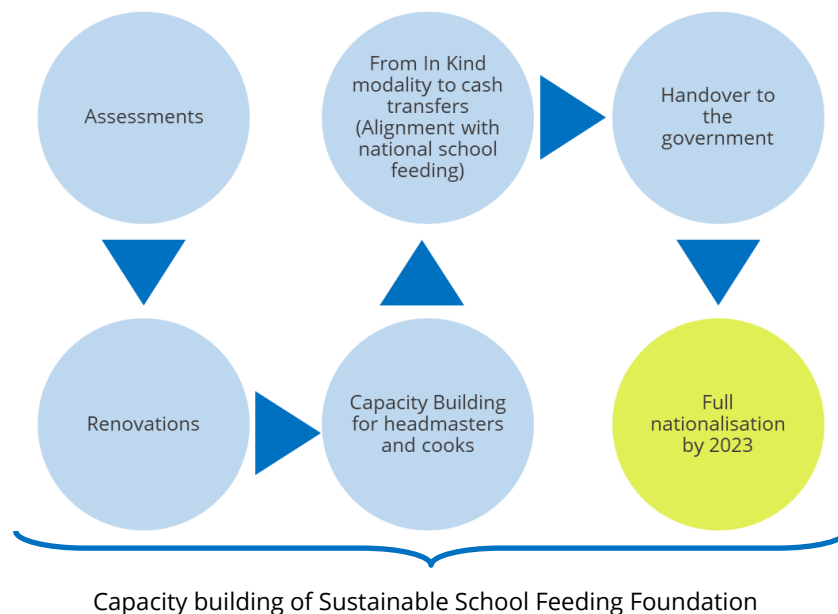 Assessments
Renovations
Capacity Building
for headmasters
and cooks
From In Kind
modality to cash
transfers
(Alignment with
national school
feeding)
Handover to
the
government
Full
nationalisation
by 2023
Capacity building of Sustainable School Feeding Foundation